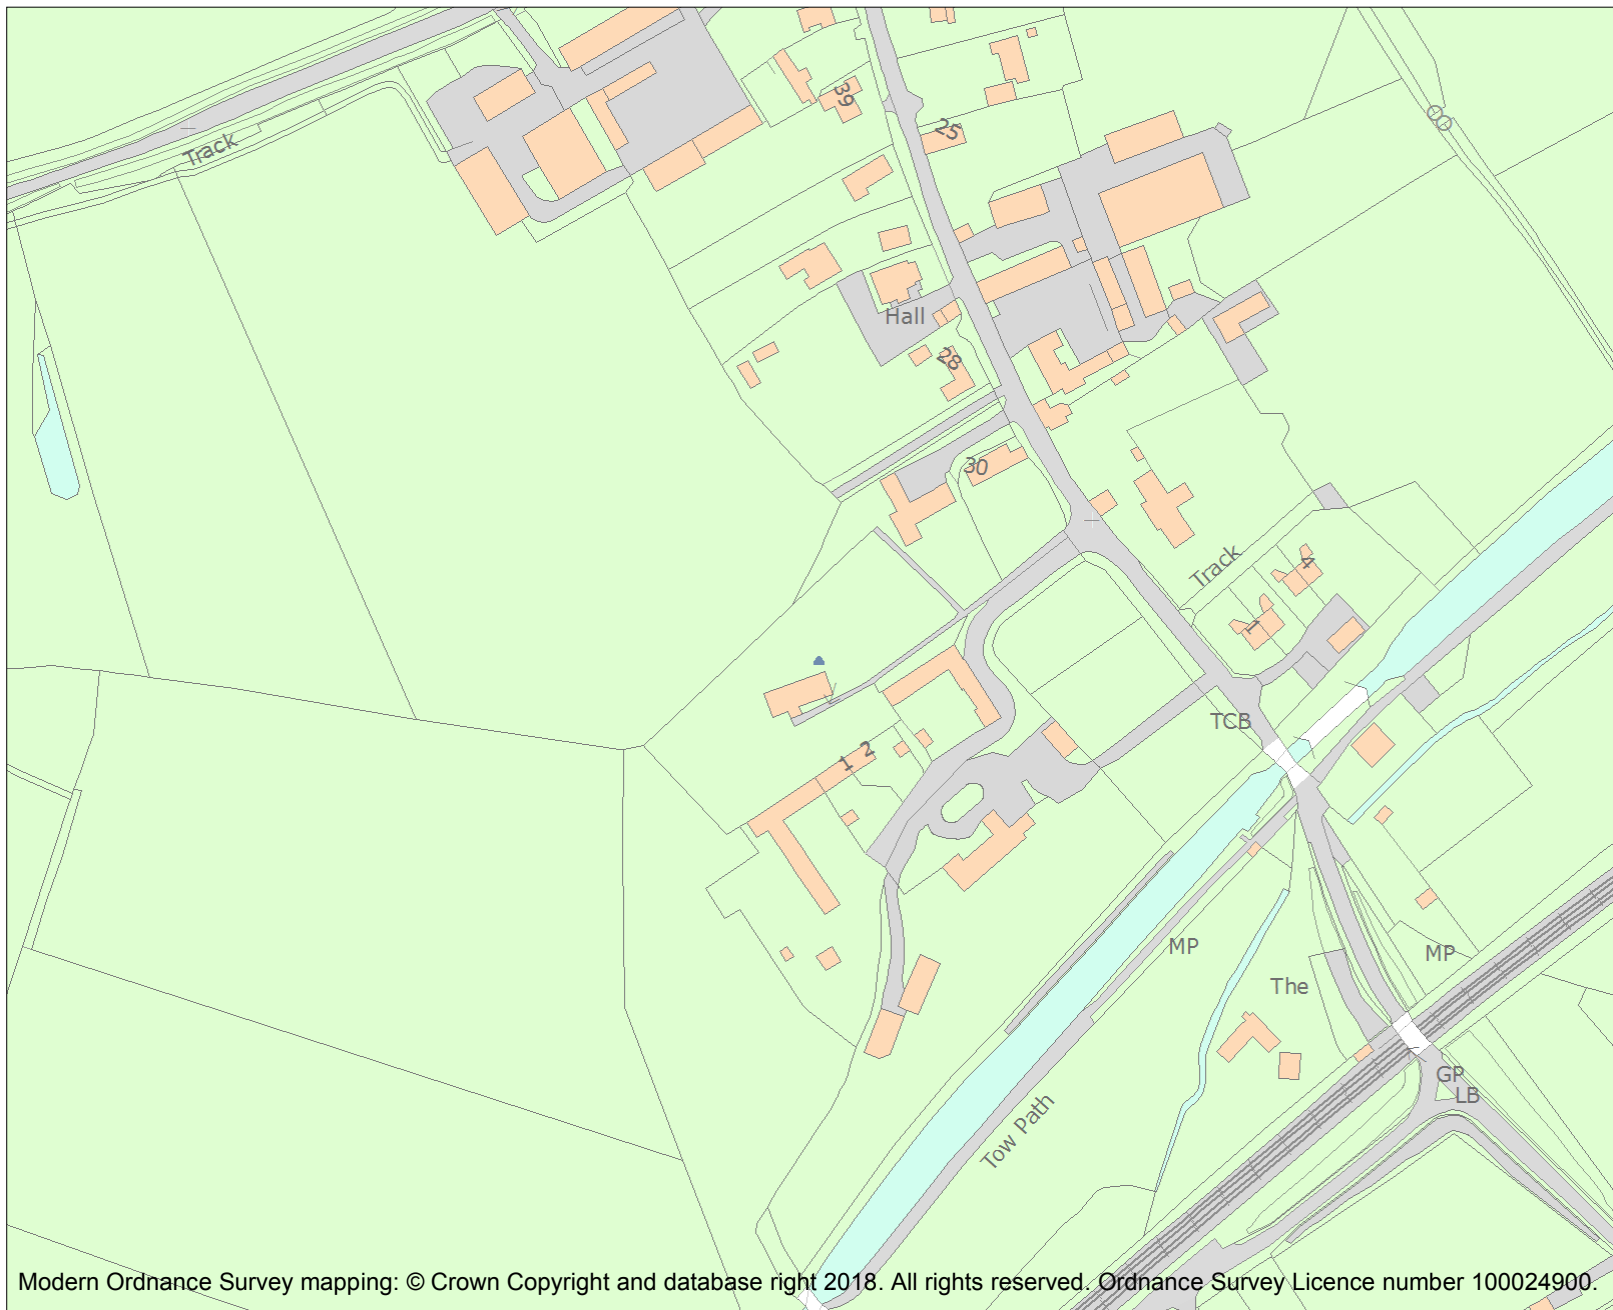 39
25
Track
Hall
28
30
Track
4
1
TCB
2
1
MP
MP
The
GP
LB
Tow Path
Modern Ordnance Survey mapping: © Crown Copyright and database right 2018. All rights reserved. Ordnance Survey Licence number 100024900.